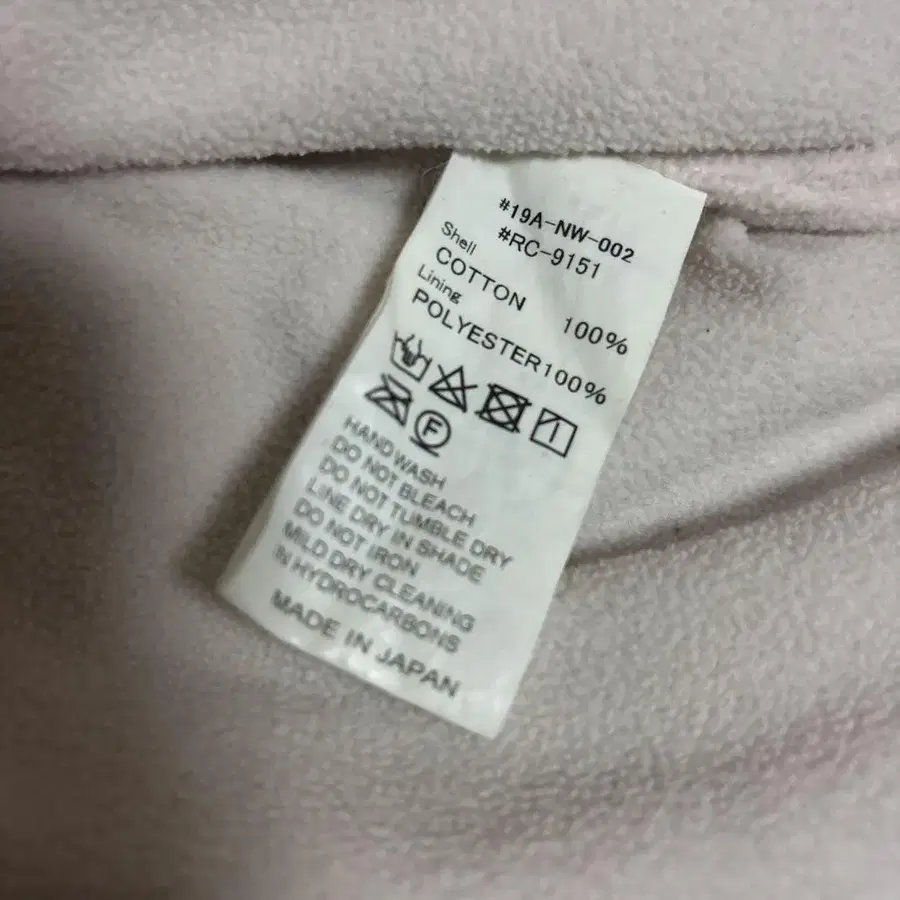 #19A-NW-002
#RC-9151
Shell
COTTON 100%
Lining
POLYESTER100%
F
HAND WASH
DO NOT BLEACH
DO NOT TUMBLE DRY
LINE DRY IN SHADE
DO NOT IRON
MILD DRY CLEANING
IN HYDROCARBONS
MADE IN JAPAN